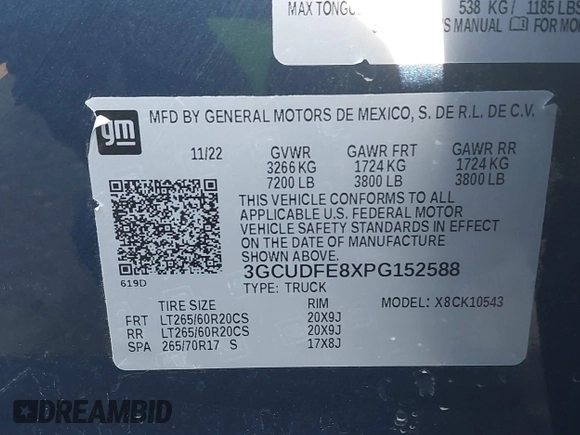 MAX TONGU 538 KG/ 1185 LBS
'S MANUAL FOR MO
gm MFD BY GENERAL MOTORS DE MEXICO, S. DE R.L. DE C.V.
11/22 GVWR GAWR FRT GAWR RR
3266 KG 1724 KG 1724 KG
7200 LB 3800 LB 3800 LB
THIS VEHICLE CONFORMS TO ALL
APPLICABLE U.S. FEDERAL MOTOR
VEHICLE SAFETY STANDARDS IN EFFECT
ON THE DATE OF MANUFACTURE
SHOWN ABOVE.
619D 3GCUDFE8XPG152588
TYPE: TRUCK
TIRE SIZE RIM MODEL: X8CK10543
FRT LT265/60R20CS 20X9J
RR LT265/60R20CS 20X9J
SPA 265/70R17 S 17X8J
DREAMBID